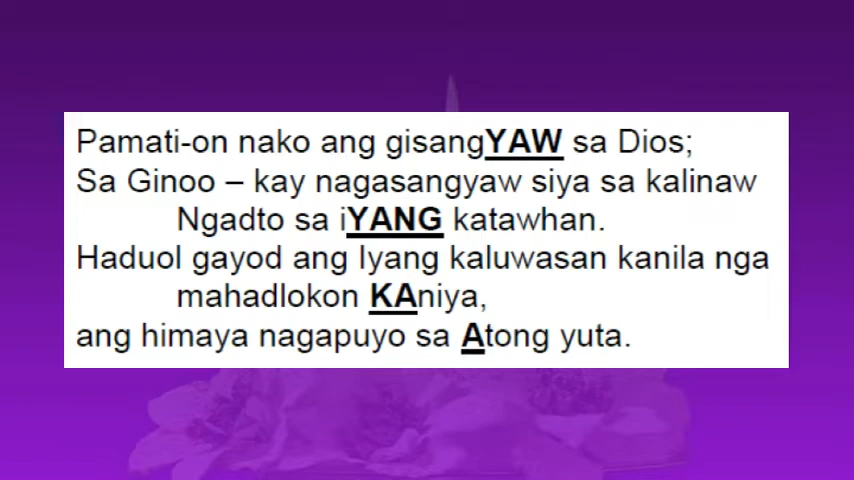 Pamati-on nako ang gisangYAW sa Dios;
Sa Ginoo – kay nagasangyaw siya sa kalinaw
Ngadto sa iYANG katawhan.
Haduol gayod ang Iyang kaluwasan kanila nga
mahadlokon KAniya,
ang himaya nagapuyo sa Atong yuta.